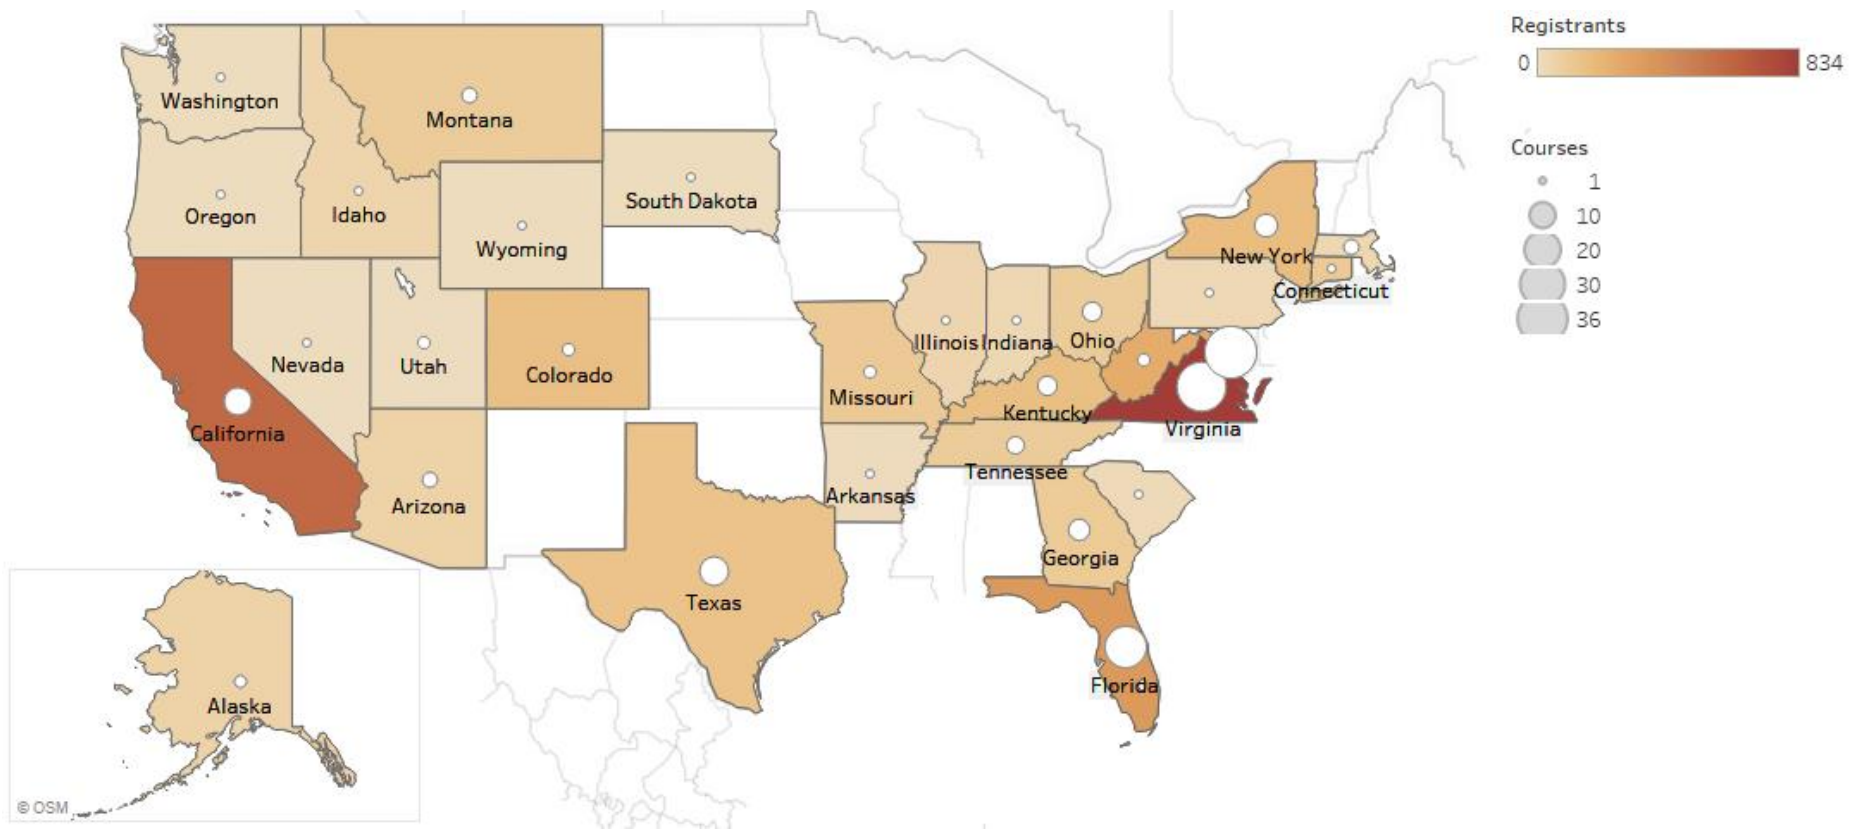 Registrants
0
834
Courses
1
10
20
30
36
Washington
Montana
Oregon
Idaho
South Dakota
Wyoming
New York
Connecticut
Nevada
Utah
Colorado
Illinois
Indiana
Ohio
Missouri
Kentucky
California
Virginia
Tennessee
Arizona
Arkansas
Georgia
Texas
Florida
Alaska
© OSM